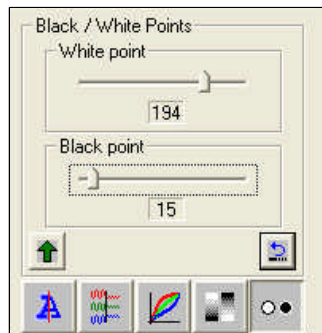 Black / White Points
White point
194
Black point
15